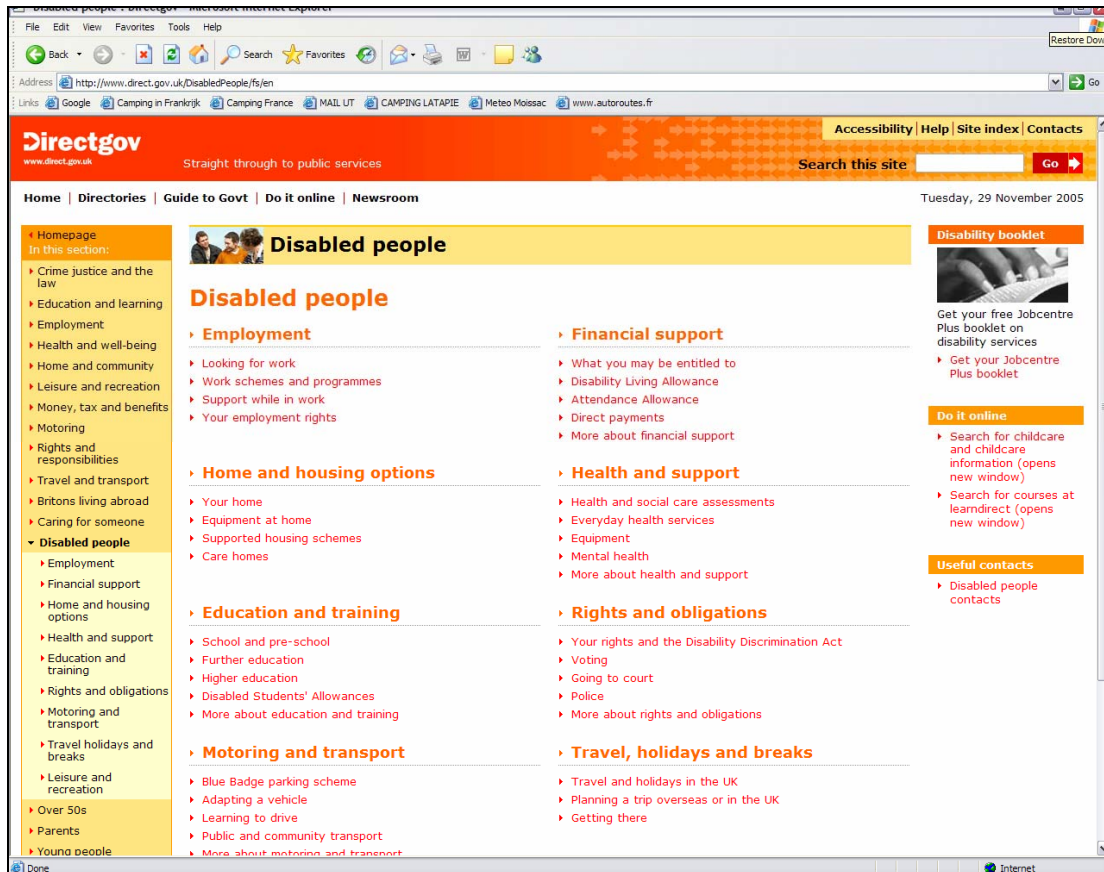 Disabled people : Directgov - Microsoft Internet Explorer
File Edit View Favorites Tools Help
Back Search Favorites
Restore Dow
Address http://www.direct.gov.uk/DisabledPeople/fs/en Go
Links Google Camping in Frankrijk Camping France MAIL UT CAMPING LATAPIE Meteo Moissac www.autoroutes.fr
Accessibility | Help | Site index | Contacts
Directgov
www.direct.gov.uk
Straight through to public services
Search this site Go
Home | Directories | Guide to Govt | Do it online | Newsroom
Tuesday, 29 November 2005
Homepage
In this section:
Crime justice and the
law
Education and learning
Employment
Health and well-being
Home and community
Leisure and recreation
Money, tax and benefits
Motoring
Rights and
responsibilities
Travel and transport
Britons living abroad
Caring for someone
Disabled people
Employment
Financial support
Home and housing
options
Health and support
Education and
training
Rights and obligations
Motoring and
transport
Travel holidays and
breaks
Leisure and
recreation
Over 50s
Parents
Young people
Disabled people
Disabled people
Employment
Looking for work
Work schemes and programmes
Support while in work
Your employment rights
Financial support
What you may be entitled to
Disability Living Allowance
Attendance Allowance
Direct payments
More about financial support
Home and housing options
Your home
Equipment at home
Supported housing schemes
Care homes
Health and support
Health and social care assessments
Everyday health services
Equipment
Mental health
More about health and support
Education and training
School and pre-school
Further education
Higher education
Disabled Students' Allowances
More about education and training
Rights and obligations
Your rights and the Disability Discrimination Act
Voting
Going to court
Police
More about rights and obligations
Motoring and transport
Blue Badge parking scheme
Adapting a vehicle
Learning to drive
Public and community transport
More about motoring and transport
Travel, holidays and breaks
Travel and holidays in the UK
Planning a trip overseas or in the UK
Getting there
Disability booklet
Get your free Jobcentre
Plus booklet on
disability services
Get your Jobcentre
Plus booklet
Do it online
Search for childcare
and childcare
information (opens
new window)
Search for courses at
learndirect (opens
new window)
Useful contacts
Disabled people
contacts
Done
Internet